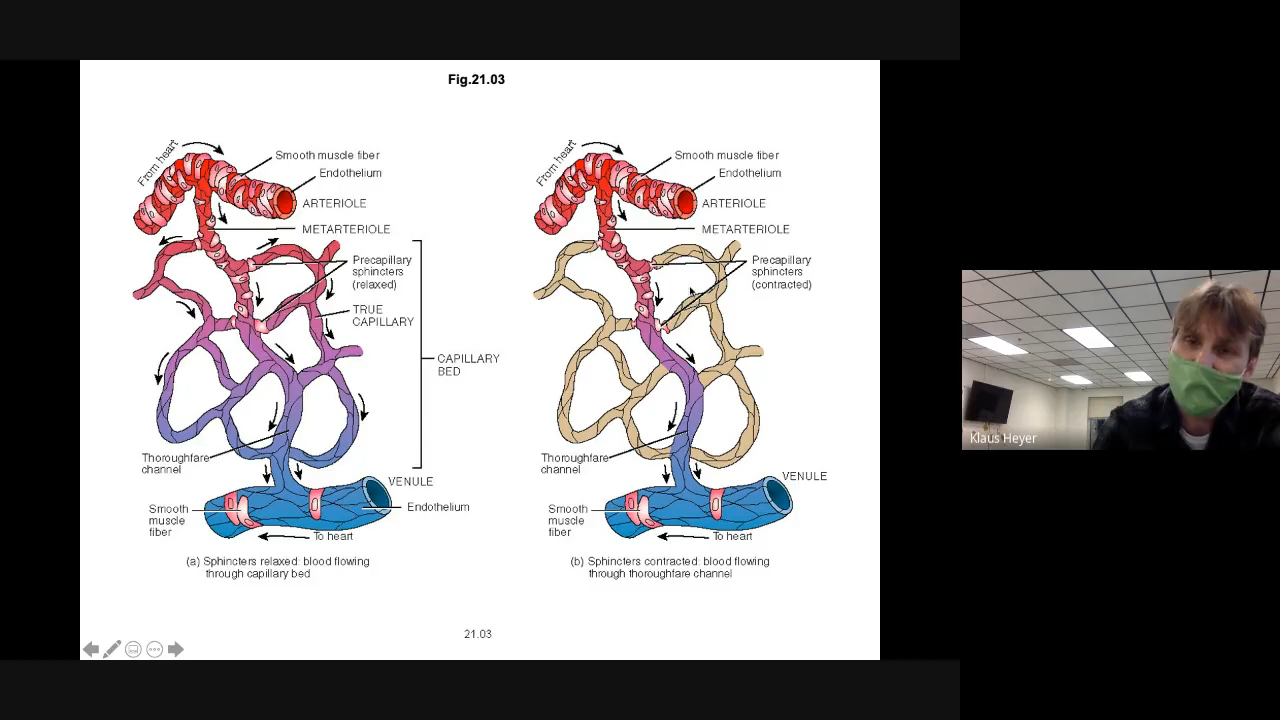 Fig.21.03
From heart
Smooth muscle fiber
Endothelium
ARTERIOLE
METARTERIOLE
Precapillary
sphincters
(relaxed)
TRUE
CAPILLARY
CAPILLARY
BED
Thoroughfare
channel
VENULE
Smooth
muscle
fiber
Endothelium
To heart
(a) Sphincters relaxed: blood flowing
through capillary bed
From heart
Smooth muscle fiber
Endothelium
ARTERIOLE
METARTERIOLE
Precapillary
sphincters
(contracted)
Thoroughfare
channel
VENULE
Smooth
muscle
fiber
To heart
(b) Sphincters contracted: blood flowing
through thoroughfare channel
21.03
Klaus Heyer